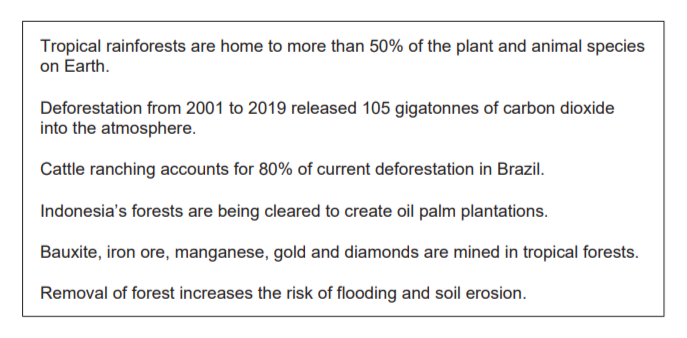 Tropical rainforests are home to more than 50% of the plant and animal species
on Earth.
Deforestation from 2001 to 2019 released 105 gigatonnes of carbon dioxide
into the atmosphere.
Cattle ranching accounts for 80% of current deforestation in Brazil.
Indonesia’s forests are being cleared to create oil palm plantations.
Bauxite, iron ore, manganese, gold and diamonds are mined in tropical forests.
Removal of forest increases the risk of flooding and soil erosion.